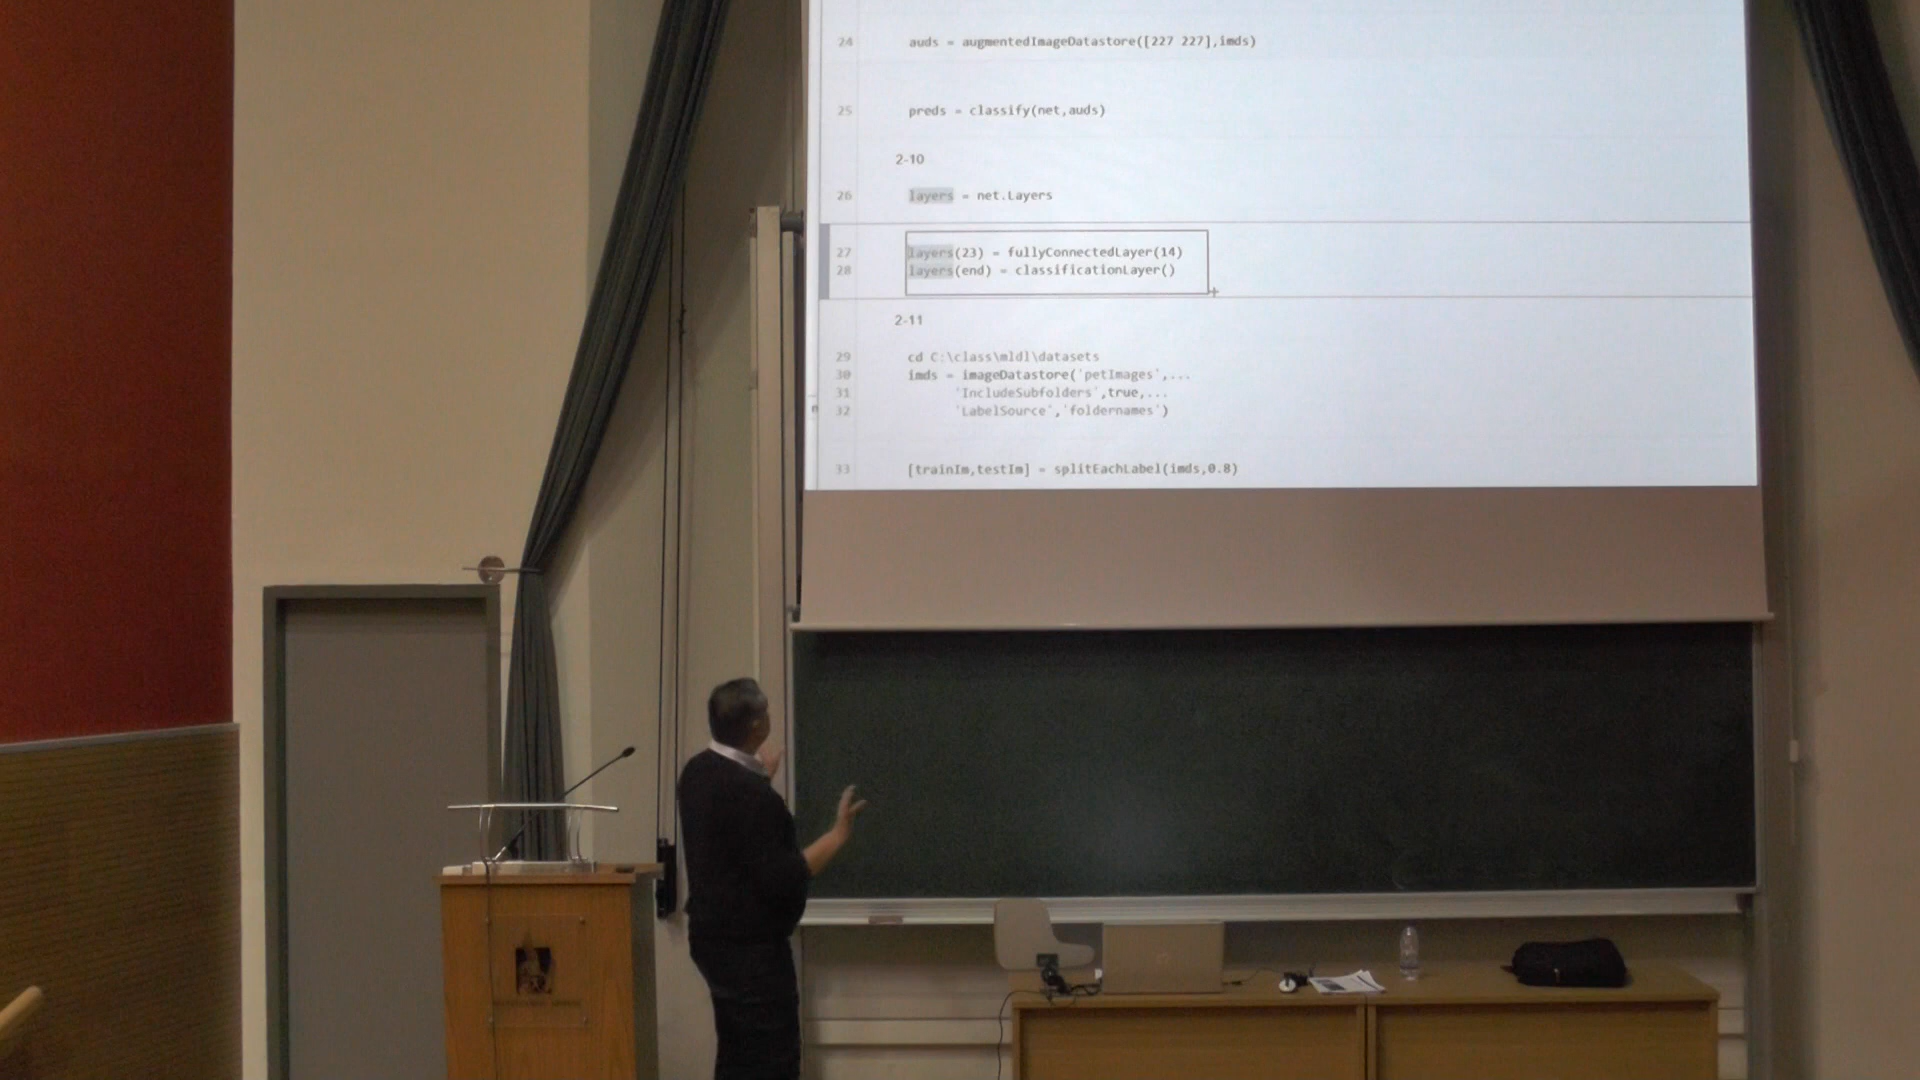 24 auds = augmentedImageDatastore([227 227],imds)
25 preds = classify(net,auds)
2-10
26 layers = net.Layers
27 layers(23) = fullyConnectedLayer(14)
28 layers(end) = classificationLayer()
2-11
29 cd C:\class\mldl\datasets
30 imds = imageDatastore('petImages',...
31 'IncludeSubfolders',true,...
32 'LabelSource','foldernames')
33 [trainIm,testIm] = splitEachLabel(imds,0.8)